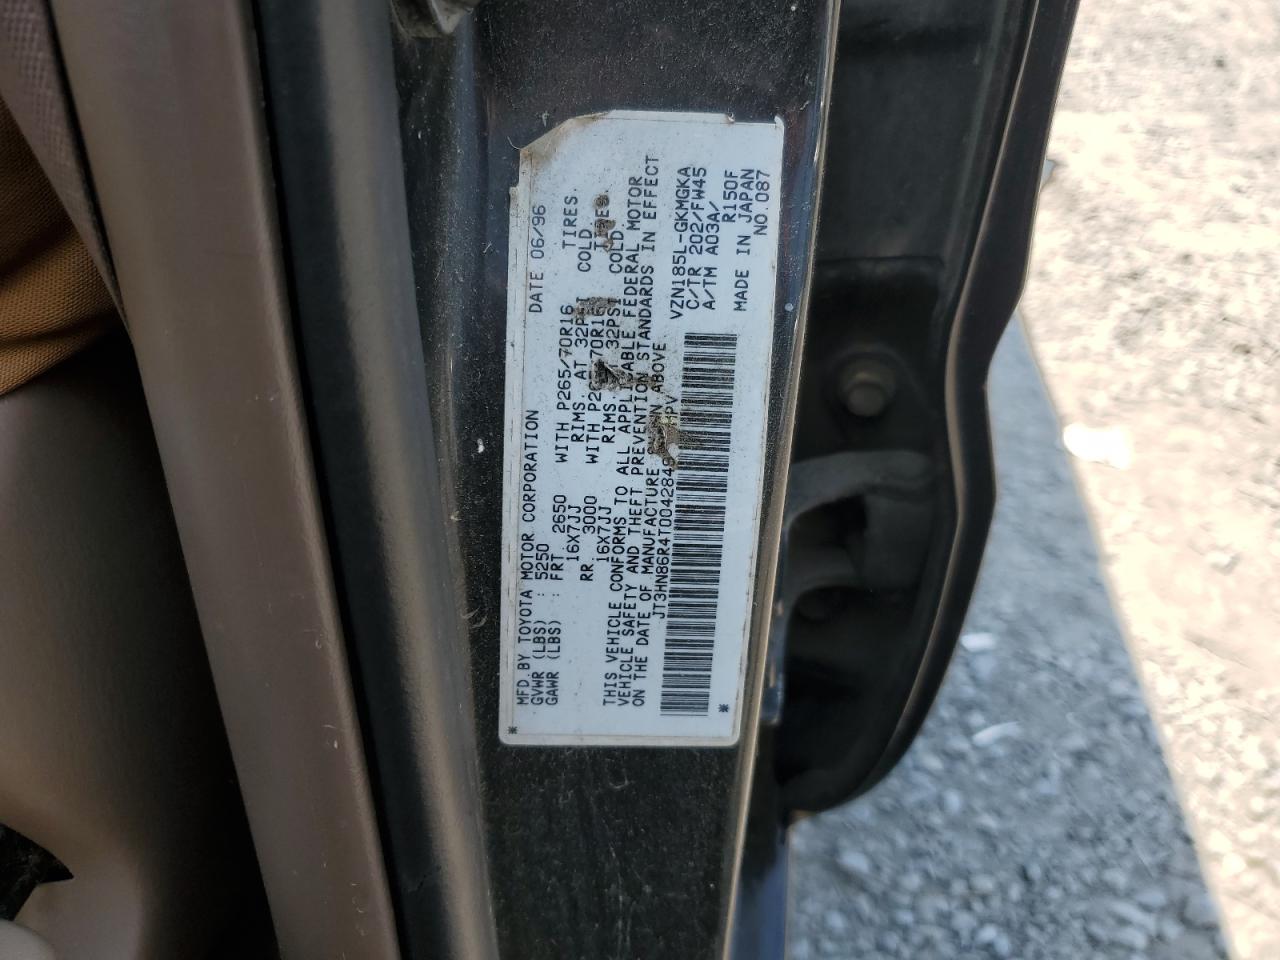 MFD. BY TOYOTA MOTOR CORPORATION DATE 06/96
GVWR (LBS) : 5250
GAWR (LBS) : FRT. 2650 WITH P265/70R16 TIRES.
16X7JJ RIMS. AT 32PSI COLD.
RR. 3000 WITH 70R16 TIRES.
16X7JJ RIMS. 32PSI COLD.
THIS VEHICLE CONFORMS TO ALL APPLICABLE FEDERAL MOTOR
VEHICLE SAFETY AND THEFT PREVENTION STANDARDS IN EFFECT
ON THE DATE OF MANUFACTURE SHOWN ABOVE.
JT3HN86R4T0042848 MPV
VZN185L-GKMGKA
C/TR 202/FW45
A/TM A03A/
R150F
MADE IN JAPAN
NO.087
* *